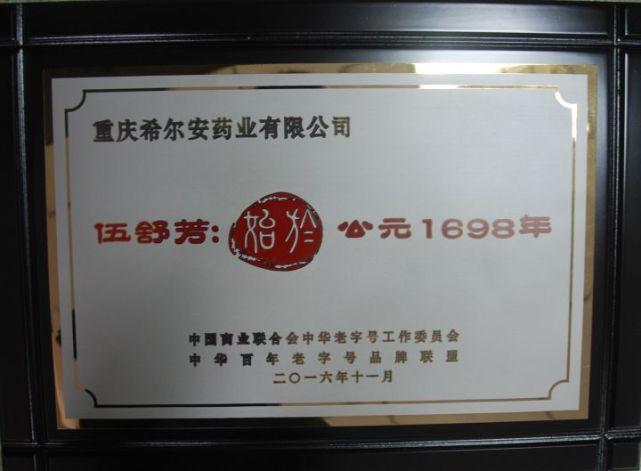 重庆希尔安药业有限公司
伍舒芳:始於公元1698年
中国商业联合会中华老字号工作委员会
中华百年老字号品牌联盟
二〇一六年十一月